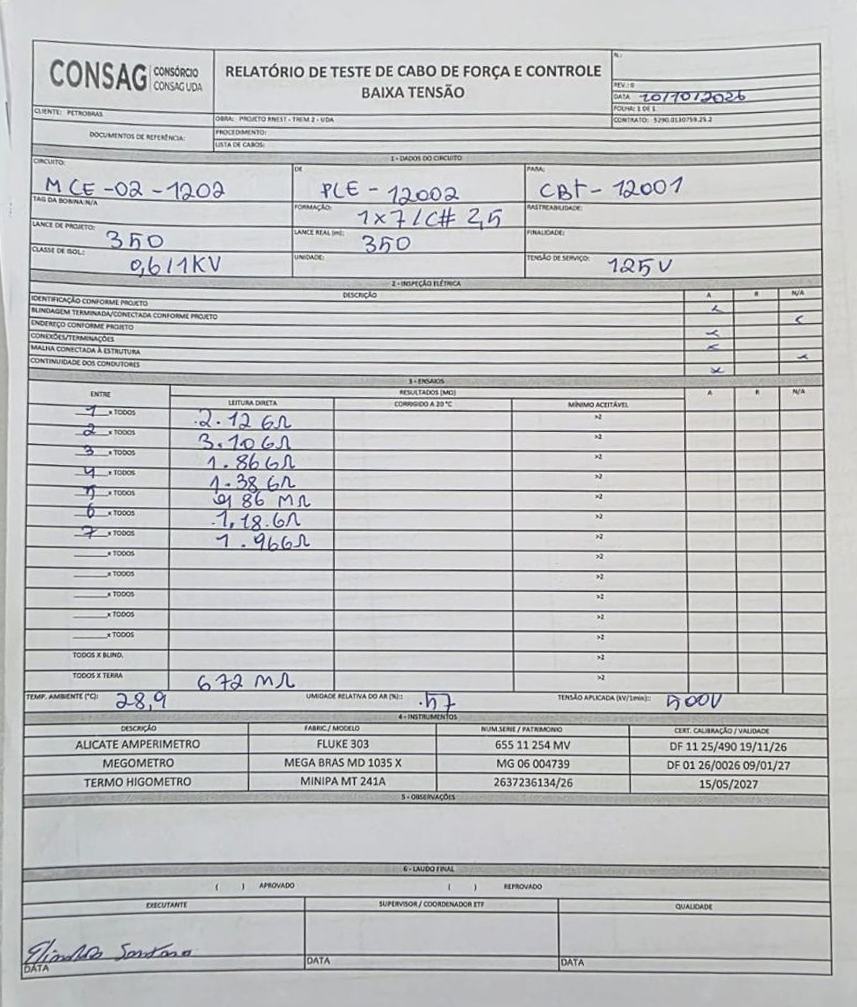 CONSAG CONSÓRCIO CONSAG UDA
RELATÓRIO DE TESTE DE CABO DE FORÇA E CONTROLE BAIXA TENSÃO
N.:
REV.: 0
DATA 10/10/2026
FOLHA: 1 DE 1
CLIENTE: PETROBRAS OBRA: PROJETO RNEST - TREM 2 - UDA CONTRATO: 5290.0130759.25.2
DOCUMENTOS DE REFERÊNCIA: PROCEDIMENTO:
LISTA DE CABOS:
1 - DADOS DO CIRCUITO
CIRCUITO: MCE-02-1202 DE PLE-12002 PARA: CBT-12001
TAG DA BOBINA: N/A FORMAÇÃO: 1x7/C# 2,5 RASTREABILIDADE:
LANCE DE PROJETO: 350 LANCE REAL (m): 350 FINALIDADE:
CLASSE DE ISOL.: 0,6/1KV UNIDADE: TENSÃO DE SERVIÇO: 125V
2 - INSPEÇÃO ELÉTRICA
DESCRIÇÃO A R N/A
IDENTIFICAÇÃO CONFORME PROJETO x
BLINDAGEM TERMINADA/CONECTADA CONFORME PROJETO x
ENDEREÇO CONFORME PROJETO x
CONEXÕES/TERMINAÇÕES x
MALHA CONECTADA À ESTRUTURA x
CONTINUIDADE DOS CONDUTORES x
3 - ENSAIOS
ENTRE RESULTADOS [MΩ] A R N/A
LEITURA DIRETA CORRIGIDO A 20 °C MÍNIMO ACEITÁVEL
1 x TODOS 2.12 GΩ >2
2 x TODOS 3.10 GΩ >2
3 x TODOS 1.86 GΩ >2
4 x TODOS 1.38 GΩ >2
5 x TODOS 986 MΩ >2
6 x TODOS 1,18.GΩ >2
7 x TODOS 1.96GΩ >2
x TODOS >2
x TODOS >2
x TODOS >2
x TODOS >2
x TODOS >2
TODOS X BLIND. >2
TODOS X TERRA 672 MΩ >2
TEMP. AMBIENTE (°C): 28,9 UMIDADE RELATIVA DO AR (%): 57 TENSÃO APLICADA (kV/1min): 500V
4 - INSTRUMENTOS
DESCRIÇÃO FABRIC / MODELO NUM.SERIE / PATRIMONIO CERT. CALIBRAÇÃO / VALIDADE
ALICATE AMPERIMETRO FLUKE 303 655 11 254 MV DF 11 25/490 19/11/26
MEGOMETRO MEGA BRAS MD 1035 X MG 06 004739 DF 01 26/0026 09/01/27
TERMO HIGOMETRO MINIPA MT 241A 2637236134/26 15/05/2027
5 - OBSERVAÇÕES
6 - LAUDO FINAL
( ) APROVADO ( ) REPROVADO
EXECUTANTE SUPERVISOR / COORDENADOR ETF QUALIDADE
Santana
DATA DATA DATA